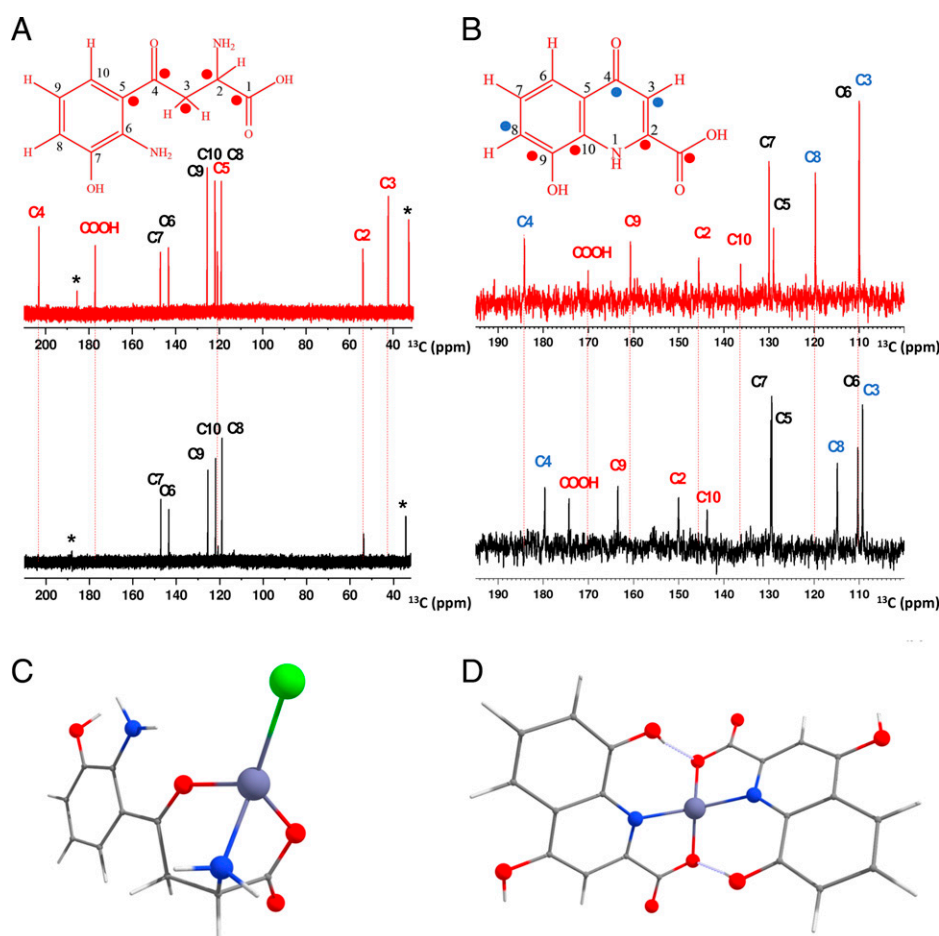 A
B
O NH₂ H
H 10 4 3 2 1 OH
H 9 5 H H O
6
H 8 7 NH₂
OH
C4 COOH C7 C6 C9 C10 C5 C8 C2 C3 *
*
200 180 160 140 120 100 80 60 40 ¹³C (ppm)
C7 C6 C9 C10 C8 *
*
200 180 160 140 120 100 80 60 40 ¹³C (ppm)
H O
H 7 6 5 4 3 H
H 8 9 10 1 N H 2 OH
OH O
C4 COOH C9 C2 C10 C7 C5 C8 C6 C3
190 180 170 160 150 140 130 120 110 ¹³C (ppm)
C4 COOH C9 C2 C10 C7 C5 C8 C6 C3
190 180 170 160 150 140 130 120 110 ¹³C (ppm)
C
D